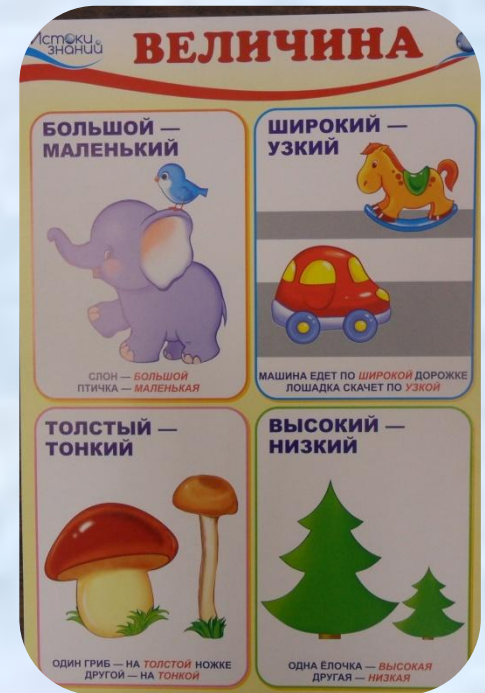 Истоки
знаний
ВЕЛИЧИНА
БОЛЬШОЙ —
МАЛЕНЬКИЙ
СЛОН — БОЛЬШОЙ
ПТИЧКА — МАЛЕНЬКАЯ
ШИРОКИЙ —
УЗКИЙ
МАШИНА ЕДЕТ ПО ШИРОКОЙ ДОРОЖКЕ
ЛОШАДКА СКАЧЕТ ПО УЗКОЙ
ТОЛСТЫЙ —
ТОНКИЙ
ОДИН ГРИБ — НА ТОЛСТОЙ НОЖКЕ
ДРУГОЙ — НА ТОНКОЙ
ВЫСОКИЙ —
НИЗКИЙ
ОДНА ЁЛОЧКА — ВЫСОКАЯ
ДРУГАЯ — НИЗКАЯ